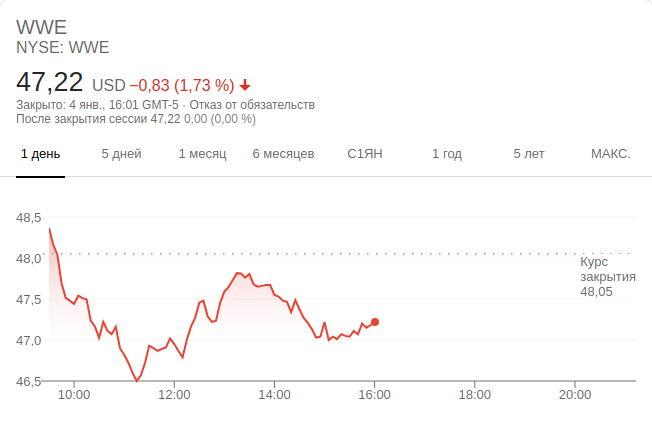 WWE
NYSE: WWE
47,22 USD −0,83 (1,73 %)
Закрыто: 4 янв., 16:01 GMT-5 · Отказ от обязательств
После закрытия сессии 47,22 0,00 (0,00 %)
1 день 5 дней 1 месяц 6 месяцев С1ЯН 1 год 5 лет МАКС.
48,5
48,0
47,5
47,0
46,5
Курс
закрытия
48,05
10:00 12:00 14:00 16:00 18:00 20:00